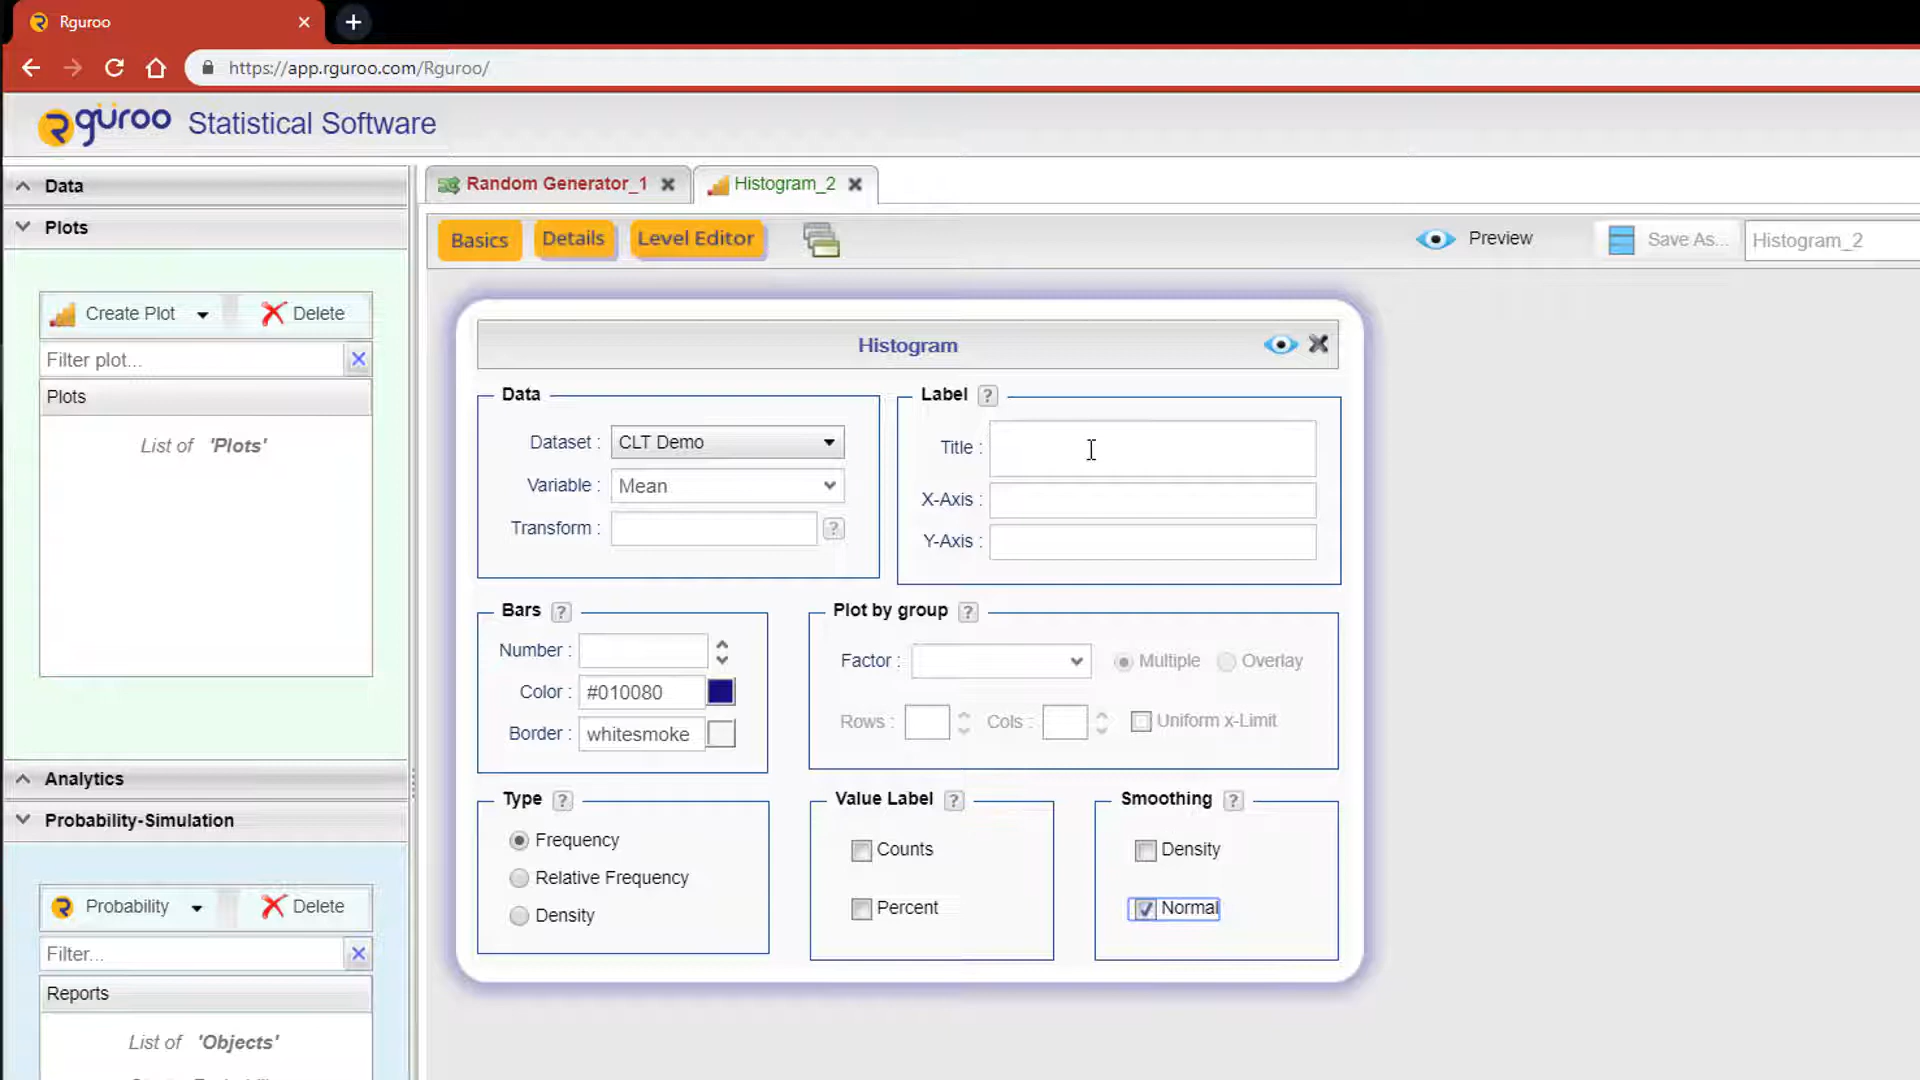 Rguroo
https://app.rguroo.com/Rguroo/
Rguroo Statistical Software
Data
Plots
Create Plot
Delete
Filter plot...
Plots
List of 'Plots'
Analytics
Probability-Simulation
Probability
Delete
Filter...
Reports
List of 'Objects'
Random Generator_1
Histogram_2
Basics
Details
Level Editor
Preview
Save As...
Histogram_2
Histogram
Data
Dataset : CLT Demo
Variable : Mean
Transform : ?
Label ?
Title :
X-Axis :
Y-Axis :
Bars ?
Number :
Color : #010080
Border : whitesmoke
Plot by group ?
Factor : Multiple Overlay
Rows : Cols : Uniform x-Limit
Type ?
Frequency
Relative Frequency
Density
Value Label ?
Counts
Percent
Smoothing ?
Density
Normal